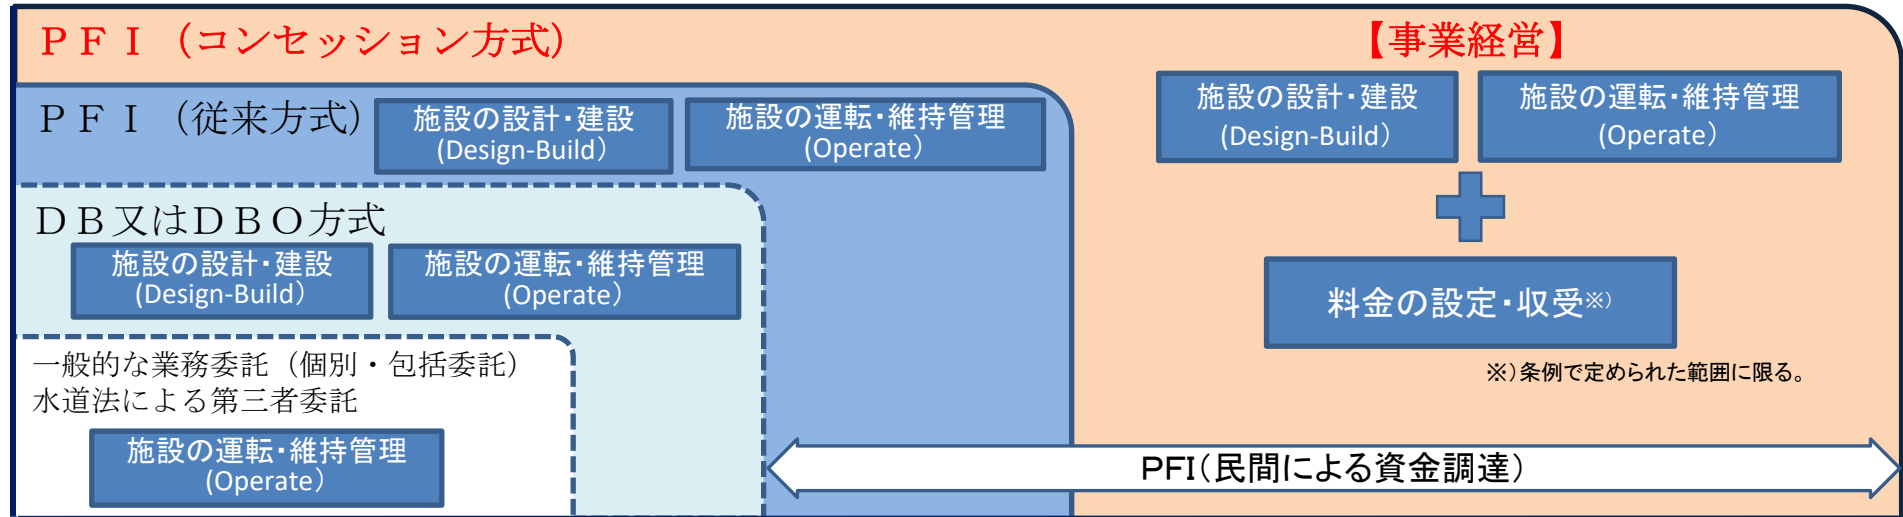 ＰＦＩ（コンセッション方式）
【事業経営】
施設の設計・建設
(Design-Build）
施設の運転・維持管理
(Operate）
料金の設定・収受※）
※）条例で定められた範囲に限る。
ＰＦＩ（従来方式）
施設の設計・建設
(Design-Build）
施設の運転・維持管理
(Operate）
ＤＢ又はＤＢＯ方式
施設の設計・建設
(Design-Build）
施設の運転・維持管理
(Operate）
一般的な業務委託（個別・包括委託）
水道法による第三者委託
施設の運転・維持管理
(Operate）
PFI（民間による資金調達）